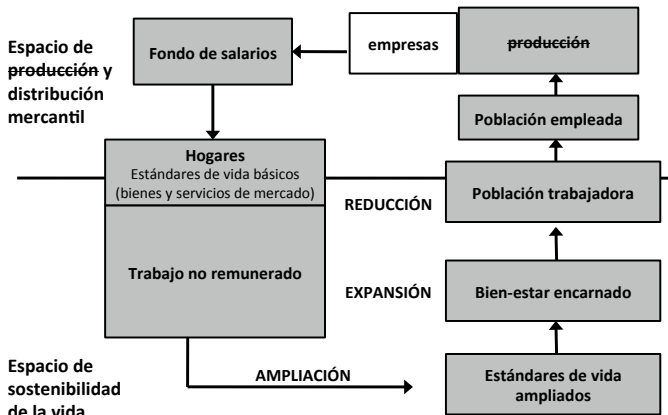 Espacio de
producción y
distribución
mercantil
Fondo de salarios
empresas
producción
Población empleada
Hogares
Estándares de vida básicos
(bienes y servicios de mercado)
REDUCCIÓN
Población trabajadora
Trabajo no remunerado
EXPANSIÓN
Bien-estar encarnado
Espacio de
sostenibilidad
de la vida
AMPLIACIÓN
Estándares de vida
ampliados